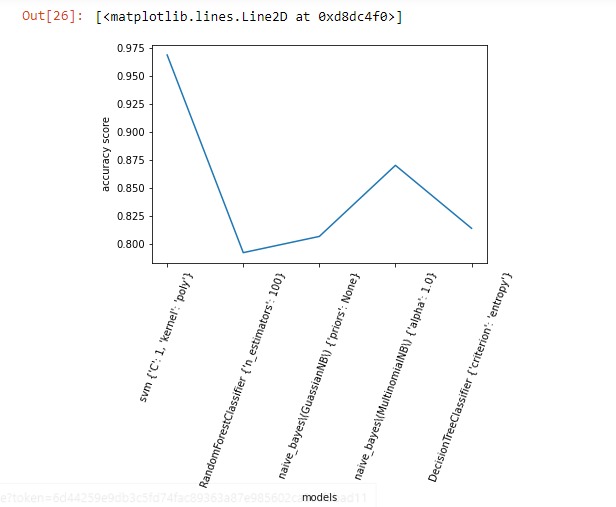 Out[26]: [<matplotlib.lines.Line2D at 0xd8dc4f0>]
0.975
0.950
0.925
0.900
0.875
0.850
0.825
0.800
accuracy score
svm {'C': 1, 'kernel': 'poly'}
RandomForestClassifier {'n_estimators': 100}
naive_bayes\(GuassianNB\) {'priors': None}
naive_bayes\(MultinomialNB\) {'alpha': 1.0}
DecisionTreeClassifier {'criterion': 'entropy'}
models